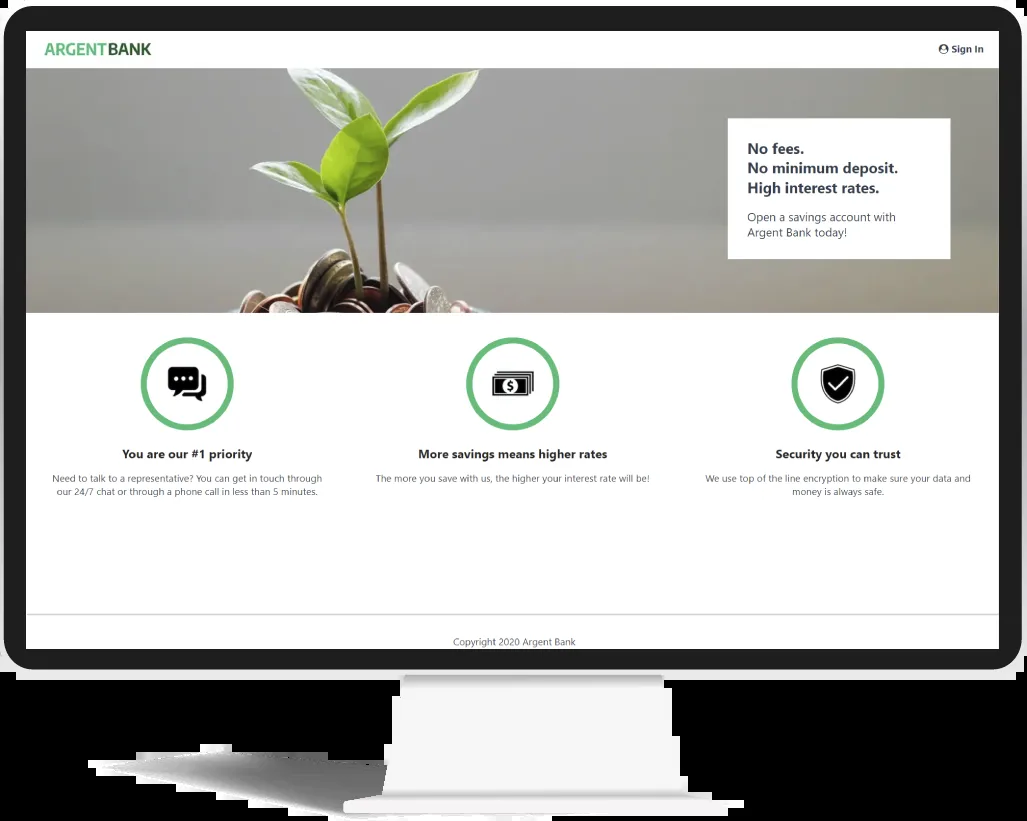 ARGENTBANK
Sign In
No fees.
No minimum deposit.
High interest rates.
Open a savings account with
Argent Bank today!
You are our #1 priority
Need to talk to a representative? You can get in touch through
our 24/7 chat or through a phone call in less than 5 minutes.
More savings means higher rates
The more you save with us, the higher your interest rate will be!
Security you can trust
We use top of the line encryption to make sure your data and
money is always safe.
Copyright 2020 Argent Bank